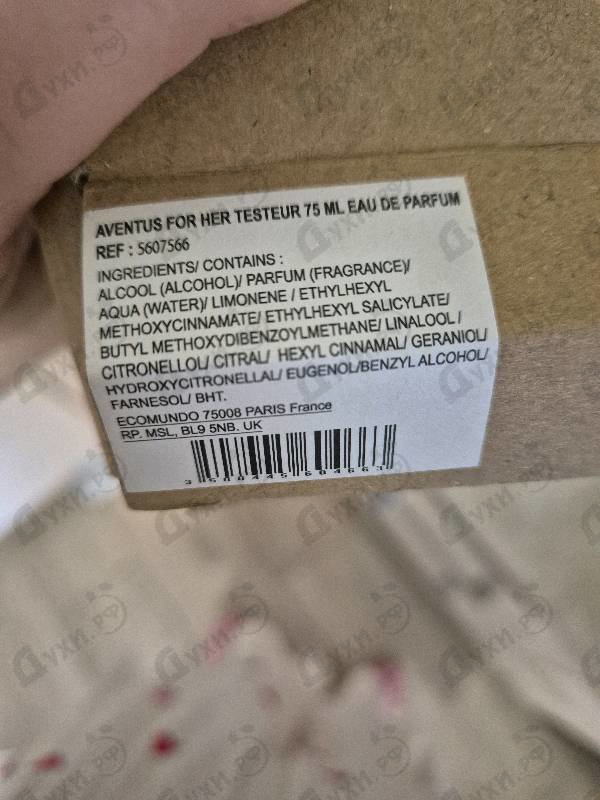 AVENTUS FOR HER TESTEUR 75 ML EAU DE PARFUM
REF : 5607566
INGREDIENTS/ CONTAINS :
ALCOOL (ALCOHOL)/ PARFUM (FRAGRANCE)/
AQUA (WATER)/ LIMONENE / ETHYLHEXYL
METHOXYCINNAMATE/ ETHYLHEXYL SALICYLATE/
BUTYL METHOXYDIBENZOYLMETHANE/ LINALOOL /
CITRONELLOL/ CITRAL/ HEXYL CINNAMAL/ GERANIOL/
HYDROXYCITRONELLAL/ EUGENOL/BENZYL ALCOHOL/
FARNESOL/ BHT.
ECOMUNDO 75008 PARIS France
RP. MSL, BL9 5NB. UK
Духи.рф